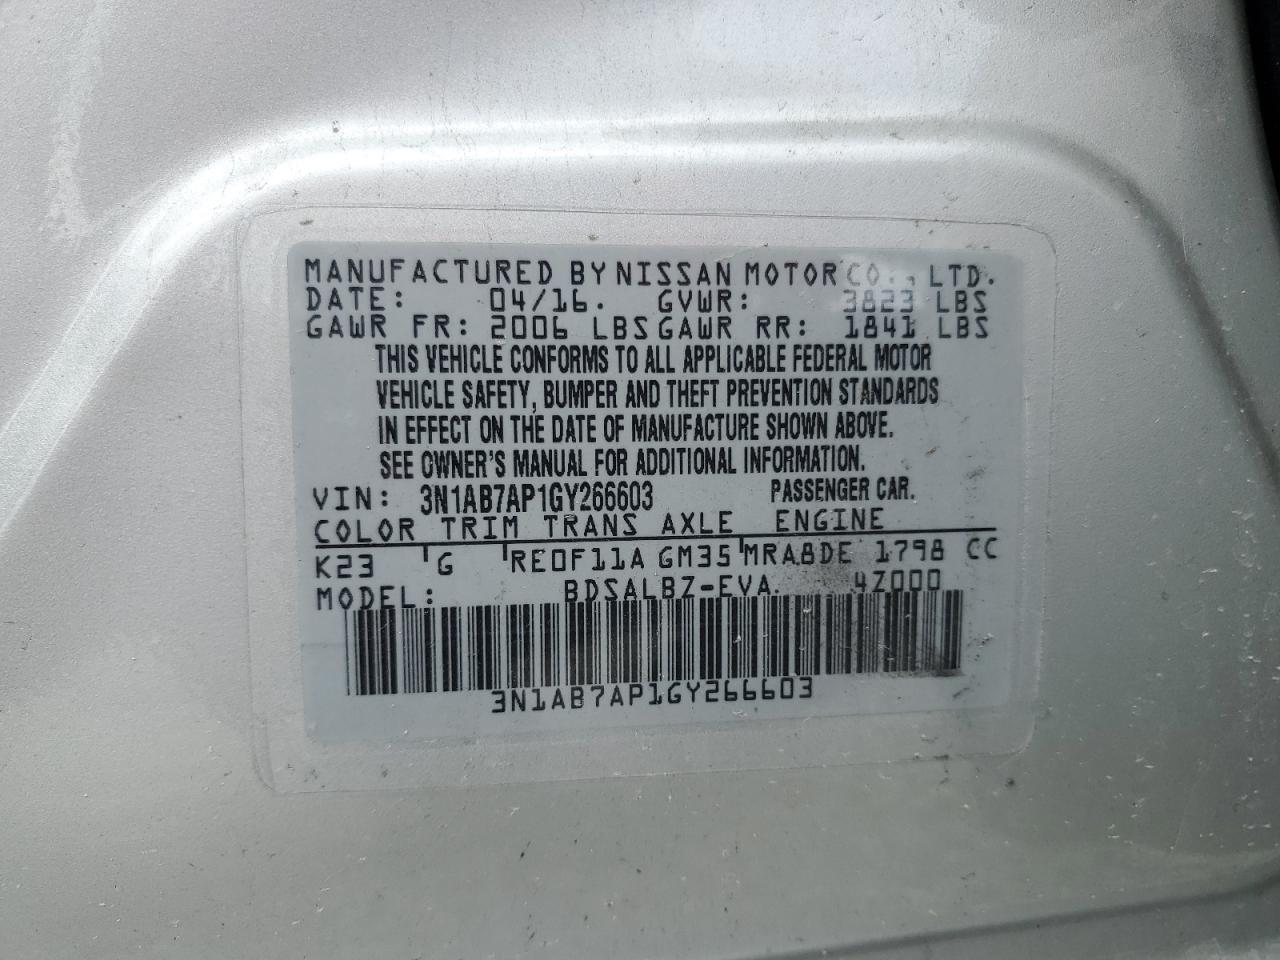 MANUFACTURED BY NISSAN MOTOR CO., LTD.
DATE: 04/16. GVWR: 3823 LBS
GAWR FR: 2006 LBS GAWR RR: 1841 LBS
THIS VEHICLE CONFORMS TO ALL APPLICABLE FEDERAL MOTOR
VEHICLE SAFETY, BUMPER AND THEFT PREVENTION STANDARDS
IN EFFECT ON THE DATE OF MANUFACTURE SHOWN ABOVE.
SEE OWNER'S MANUAL FOR ADDITIONAL INFORMATION.
VIN: 3N1AB7AP1GY266603 PASSENGER CAR.
COLOR TRIM TRANS AXLE ENGINE
K23 G RE0F11A GM35 MRA8DE 1798 CC
MODEL: BDSALBZ-EVA 4Z000
3N1AB7AP1GY266603